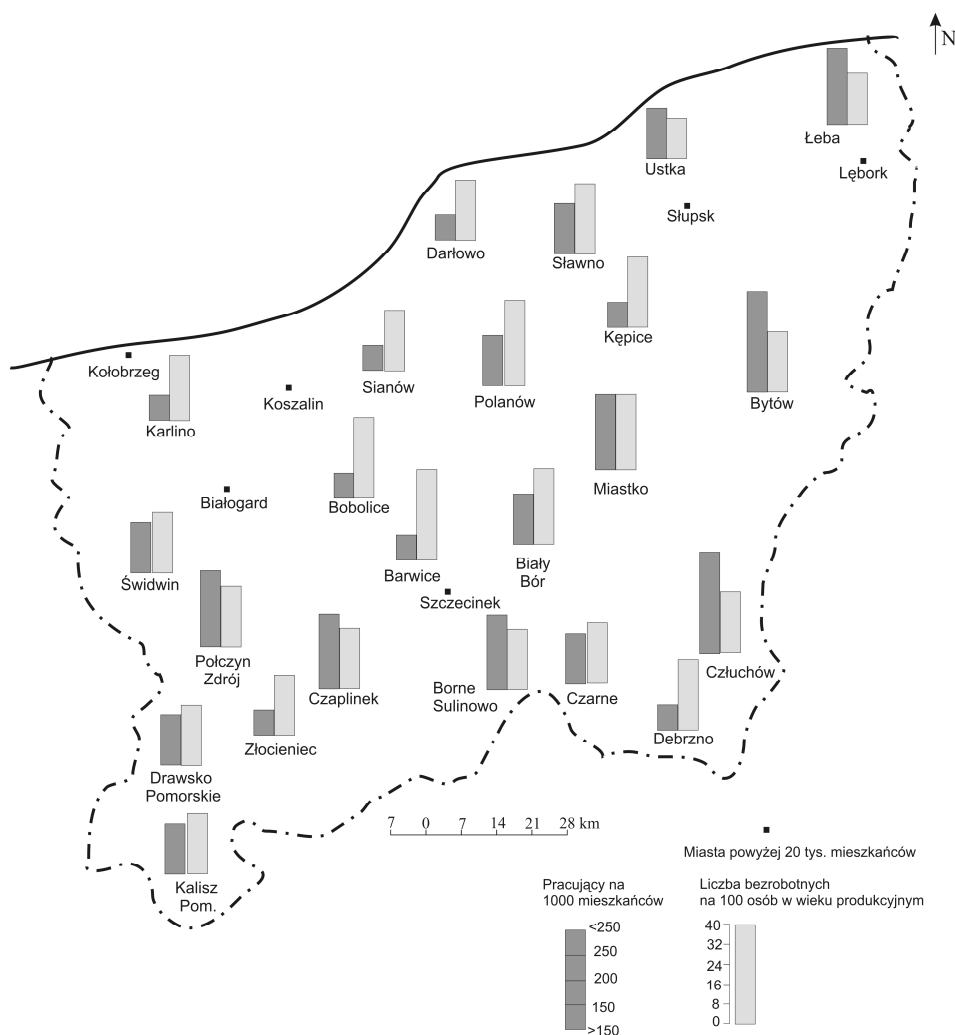 N
Łeba
Ustka
Lębork
Słupsk
Darłowo
Sławno
Kępice
Kołobrzeg
Sianów
Polanów
Bytów
Koszalin
Karlino
Miastko
Białogard
Bobolice
Barwice
Biały
Bór
Świdwin
Szczecinek
Połczyn
Zdrój
Człuchów
Czaplinek
Borne
Sulinowo
Czarne
Debrzno
Złocieniec
Drawsko
Pomorskie
7 0 7 14 21 28 km
Miasta powyżej 20 tys. mieszkańców
Kalisz
Pom.
Pracujący na
1000 mieszkańców
<250
250
200
150
>150
Liczba bezrobotnych
na 100 osób w wieku produkcyjnym
40
32
24
16
8
0